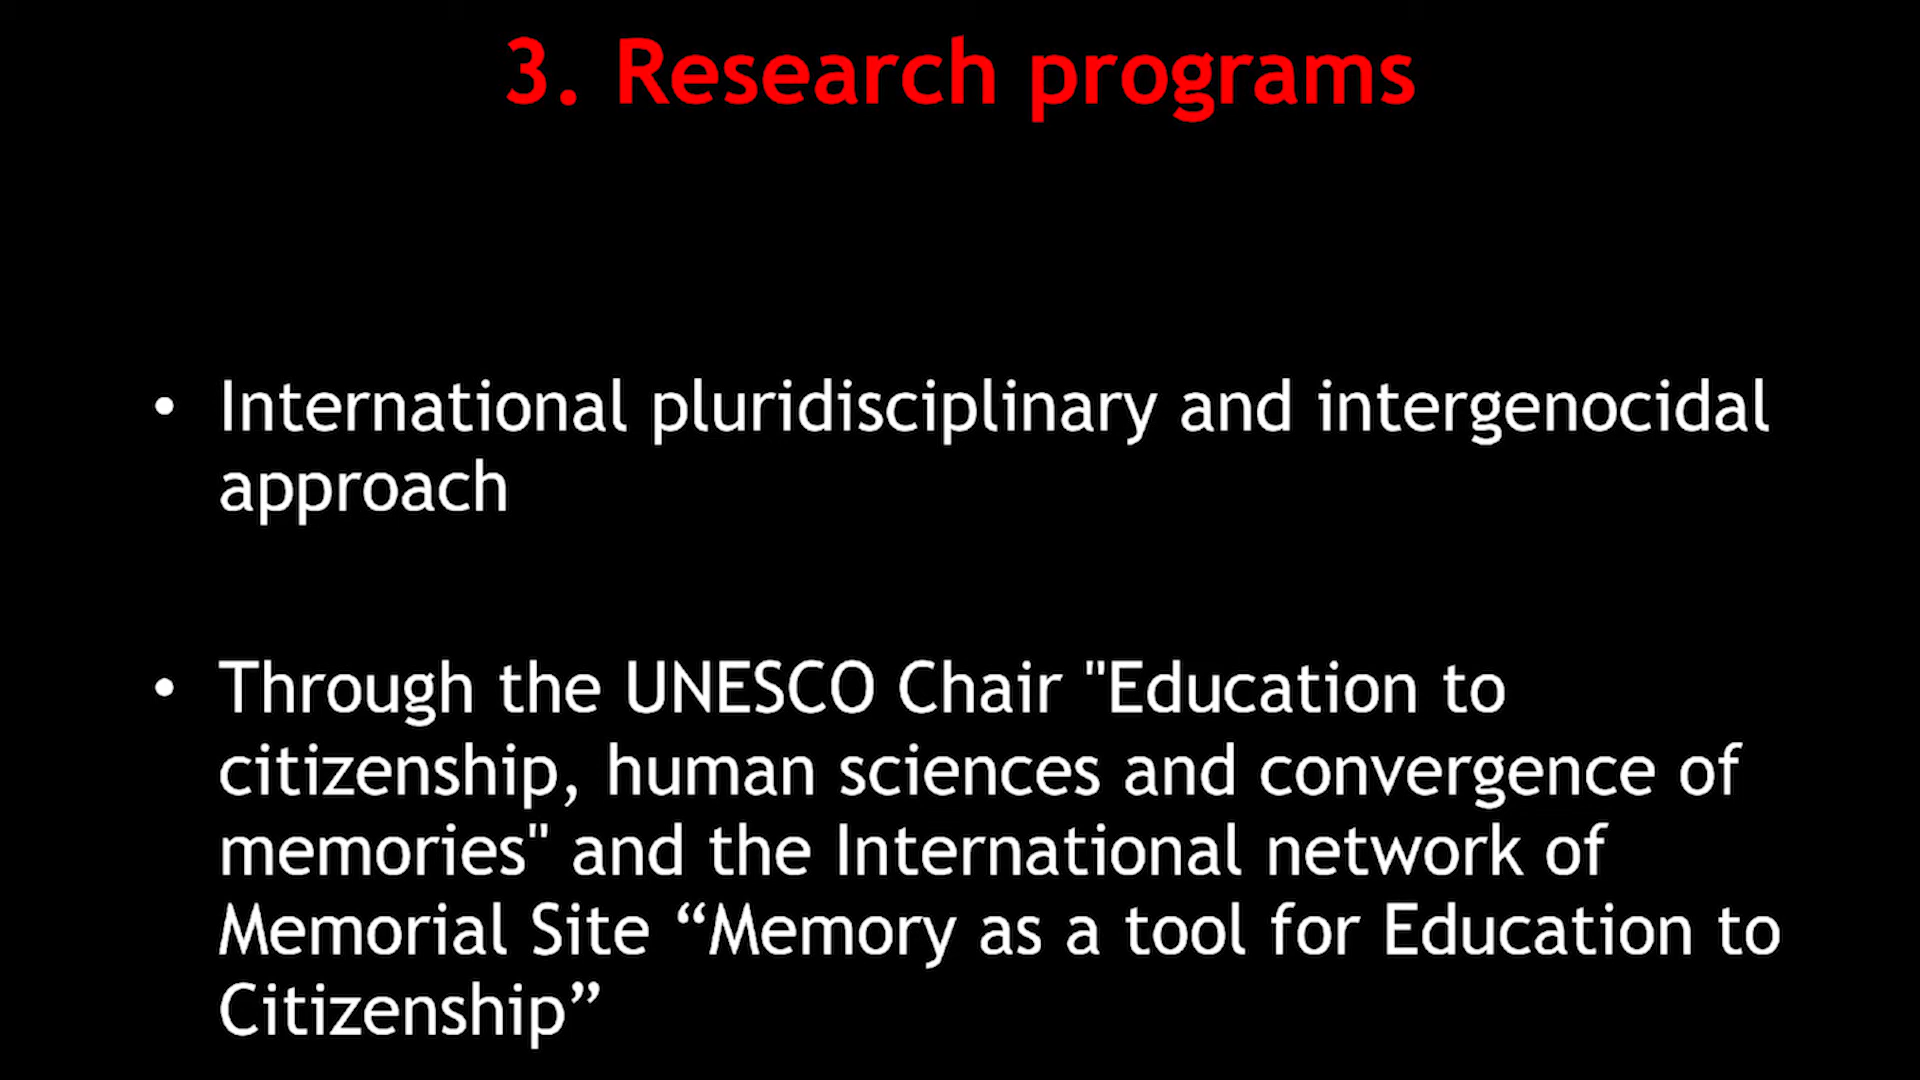 3. Research programs
• International pluridisciplinary and intergenocidal
approach
• Through the UNESCO Chair "Education to
citizenship, human sciences and convergence of
memories" and the International network of
Memorial Site “Memory as a tool for Education to
Citizenship”